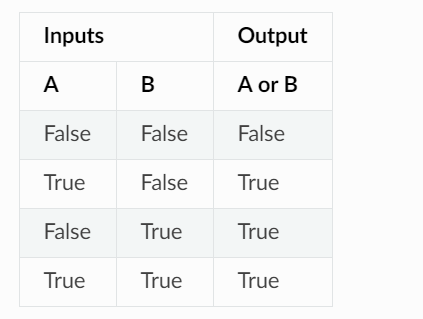 Inputs Output
A B A or B
False False False
True False True
False True True
True True True